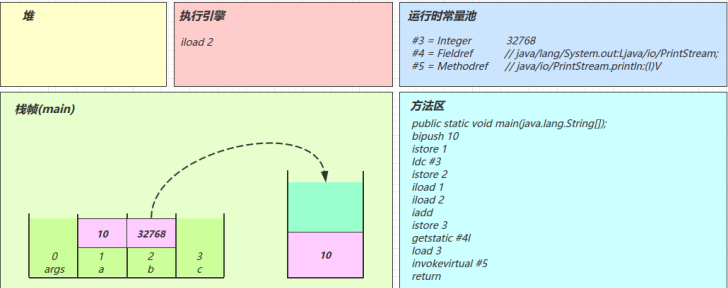 堆
执行引擎
iload 2
运行时常量池
#3 = Integer 32768
#4 = Fieldref // java/lang/System.out:Ljava/io/PrintStream;
#5 = Methodref // java/io/PrintStream.println:(I)V
栈帧(main)
10 32768
0 1 2 3
args a b c
10
方法区
public static void main(java.lang.String[]);
bipush 10
istore 1
ldc #3
istore 2
iload 1
iload 2
iadd
istore 3
getstatic #4I
load 3
invokevirtual #5
return